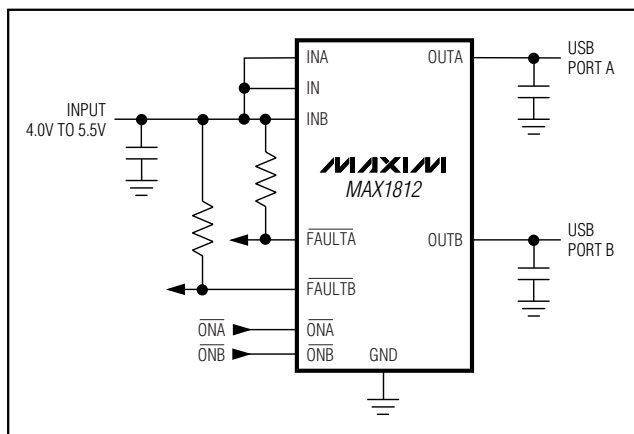 INA
OUTA
USB
PORT A
IN
INPUT
4.0V TO 5.5V
INB
MAXIM
MAX1812
FAULTA
OUTB
USB
PORT B
FAULTB
ONA
ONA
ONB
ONB
GND